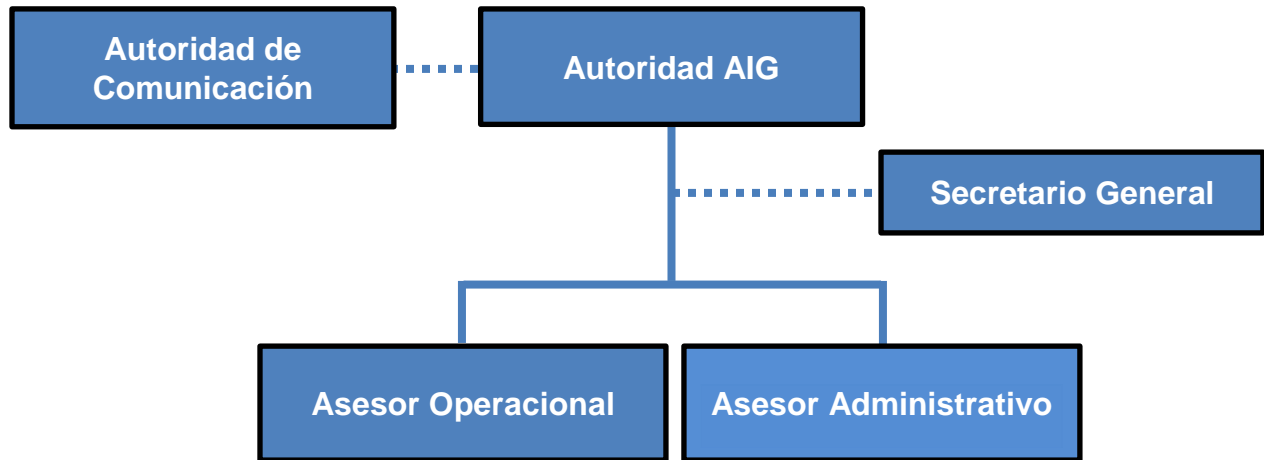 Autoridad de
Comunicación
Autoridad AIG
Secretario General
Asesor Operacional
Asesor Administrativo